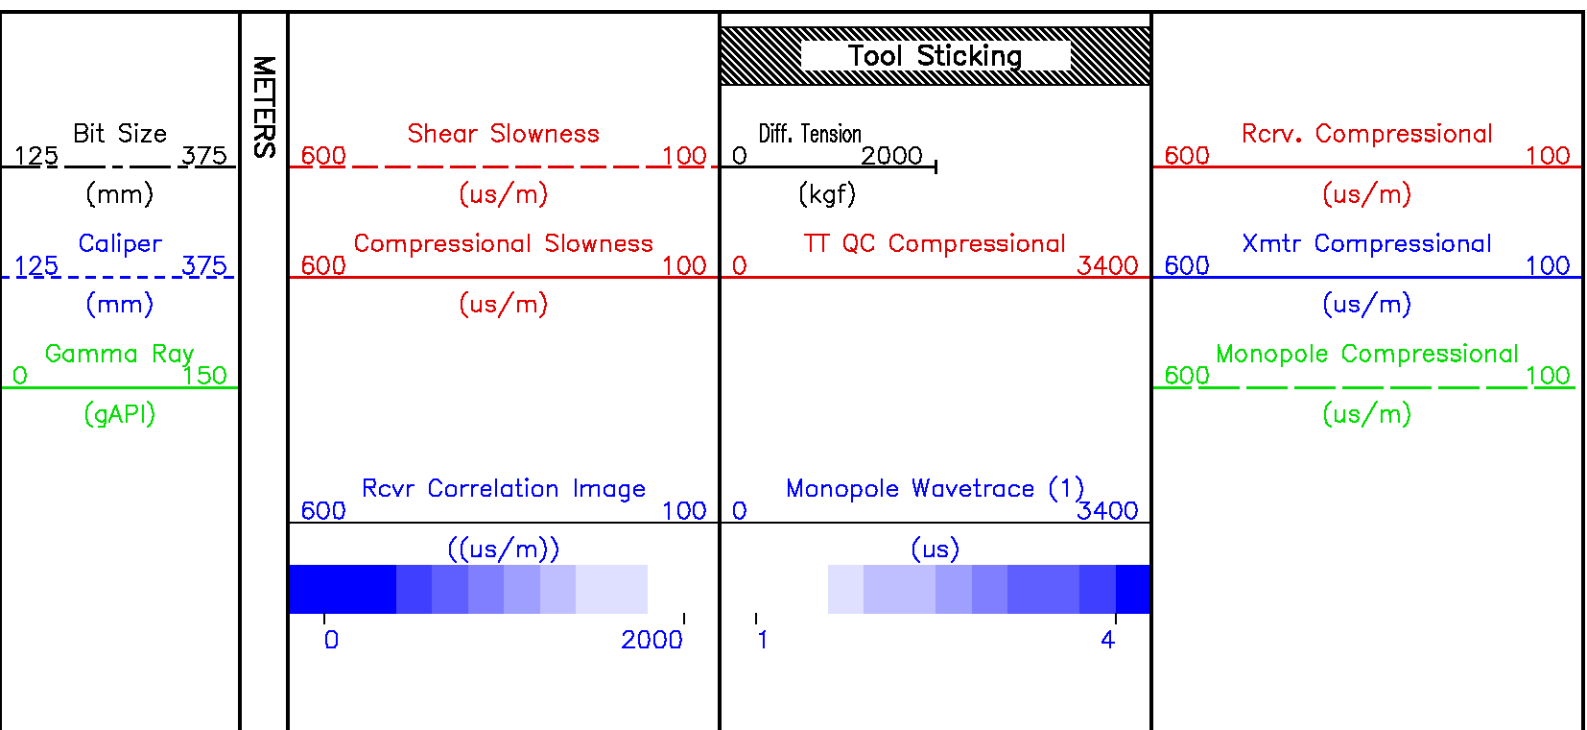 Bit Size
125 375
(mm)
Caliper
125 375
(mm)
Gamma Ray
0 150
(gAPI)
METERS
Shear Slowness
600 100
(us/m)
Compressional Slowness
600 100
(us/m)
Rcvr Correlation Image
600 100
((us/m))
0 2000
Tool Sticking
Diff. Tension
0 2000
(kgf)
TT QC Compressional
0 3400
Monopole Wavetrace (1)
0 3400
(us)
1 4
Rcrv. Compressional
600 100
(us/m)
Xmtr Compressional
600 100
(us/m)
Monopole Compressional
600 100
(us/m)